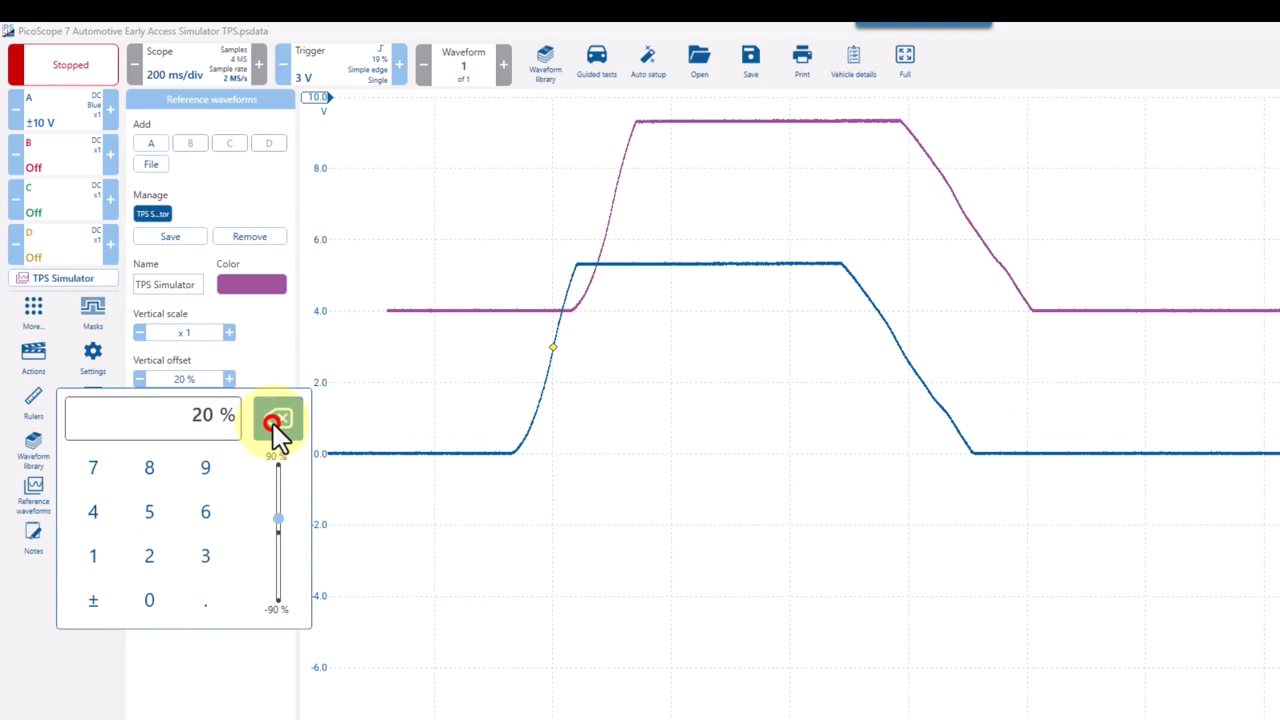 PicoScope 7 Automotive Early Access Simulator TPS.psdata
Stopped
Scope
200 ms/div
Samples
4 MS
Sample rate
2 MS/s
Trigger
3 V
19 %
Simple edge
Single
Waveform
1
of 1
Waveform
library
Guided tests
Auto setup
Open
Save
Print
Vehicle details
Full
A
±10 V
DC
Blue
x1
B
Off
DC
x1
C
Off
DC
x1
D
Off
DC
x1
TPS Simulator
More...
Masks
Actions
Settings
Rulers
Waveform
library
Reference
waveforms
Notes
Reference waveforms
Add
A
B
C
D
File
Manage
TPS S...tor
Save
Remove
Name
Color
TPS Simulator
Vertical scale
x 1
Vertical offset
20 %
20 %
7
8
9
4
5
6
1
2
3
±
0
.
90 %
-90 %
10.0
V
8.0
6.0
4.0
2.0
0.0
-2.0
-4.0
-6.0